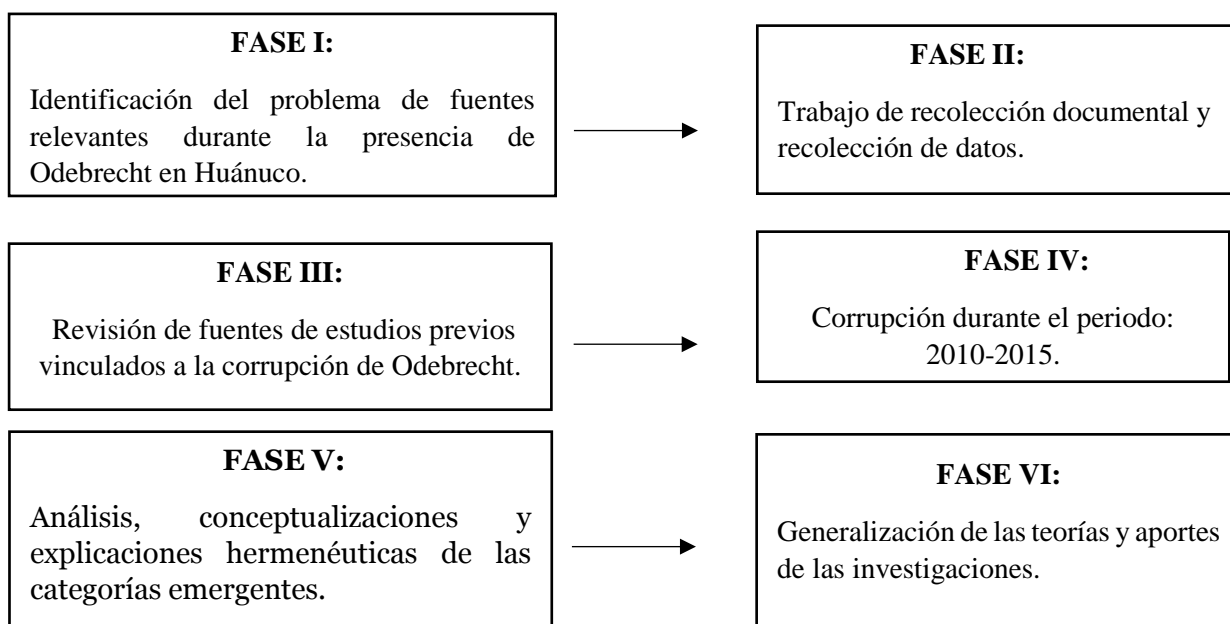 FASE I:
Identificación del problema de fuentes
relevantes durante la presencia de
Odebrecht en Huánuco.
FASE II:
Trabajo de recolección documental y
recolección de datos.
FASE III:
Revisión de fuentes de estudios previos
vinculados a la corrupción de Odebrecht.
FASE IV:
Corrupción durante el periodo:
2010-2015.
FASE V:
Análisis, conceptualizaciones y
explicaciones hermenéuticas de las
categorías emergentes.
FASE VI:
Generalización de las teorías y aportes
de las investigaciones.